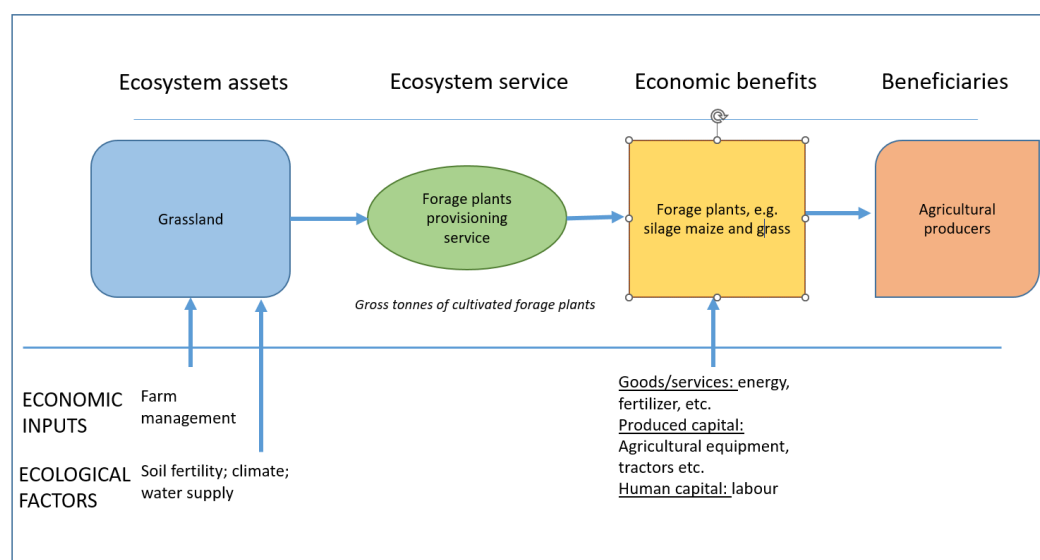 Ecosystem assets
Ecosystem service
Economic benefits
Beneficiaries
Grassland
Forage plants
provisioning
service
Forage plants, e.g.
silage maize and grass
Agricultural
producers
Gross tonnes of cultivated forage plants
ECONOMIC
INPUTS
Farm
management
Goods/services: energy,
fertilizer, etc.
Produced capital:
Agricultural equipment,
tractors etc.
Human capital: labour
ECOLOGICAL
FACTORS
Soil fertility; climate;
water supply